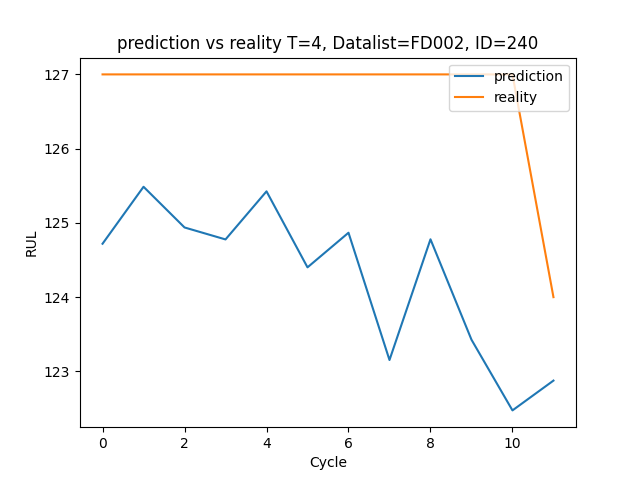 prediction vs reality T=4, Datalist=FD002, ID=240
127
126
125
124
123
RUL
prediction
reality
0 2 4 6 8 10
Cycle